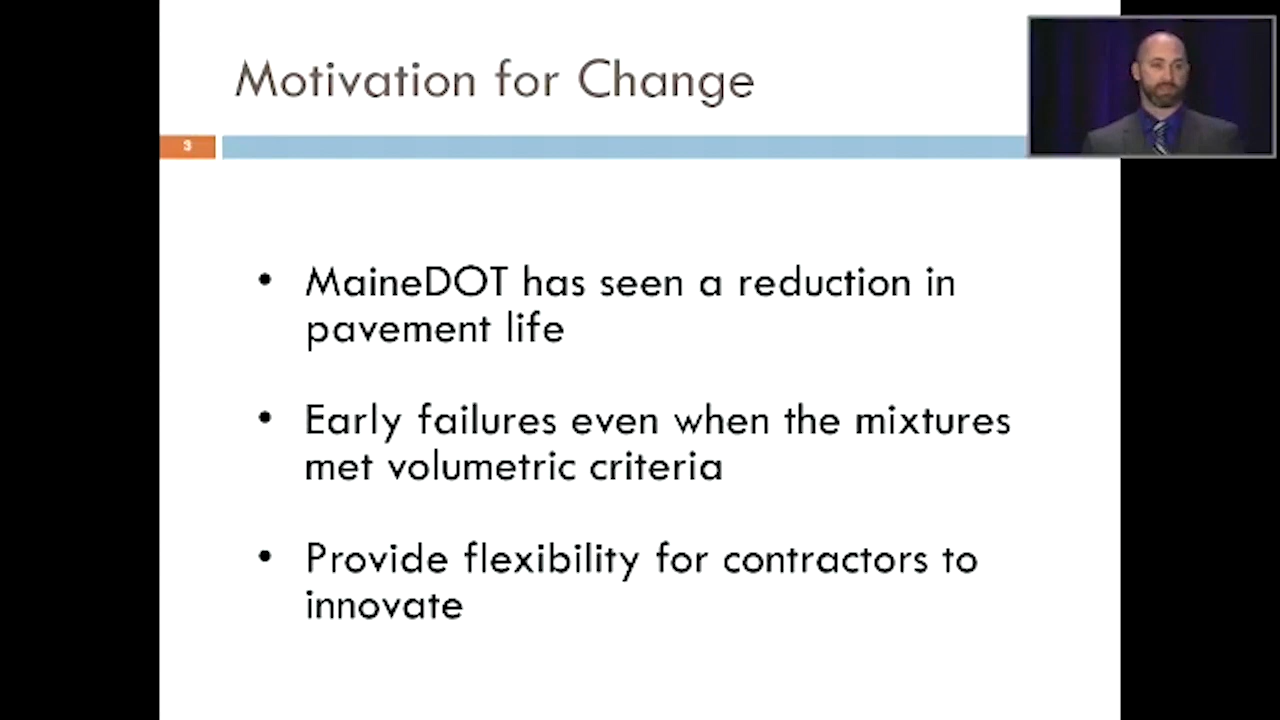 Motivation for Change
3
• MaineDOT has seen a reduction in
pavement life
• Early failures even when the mixtures
met volumetric criteria
• Provide flexibility for contractors to
innovate